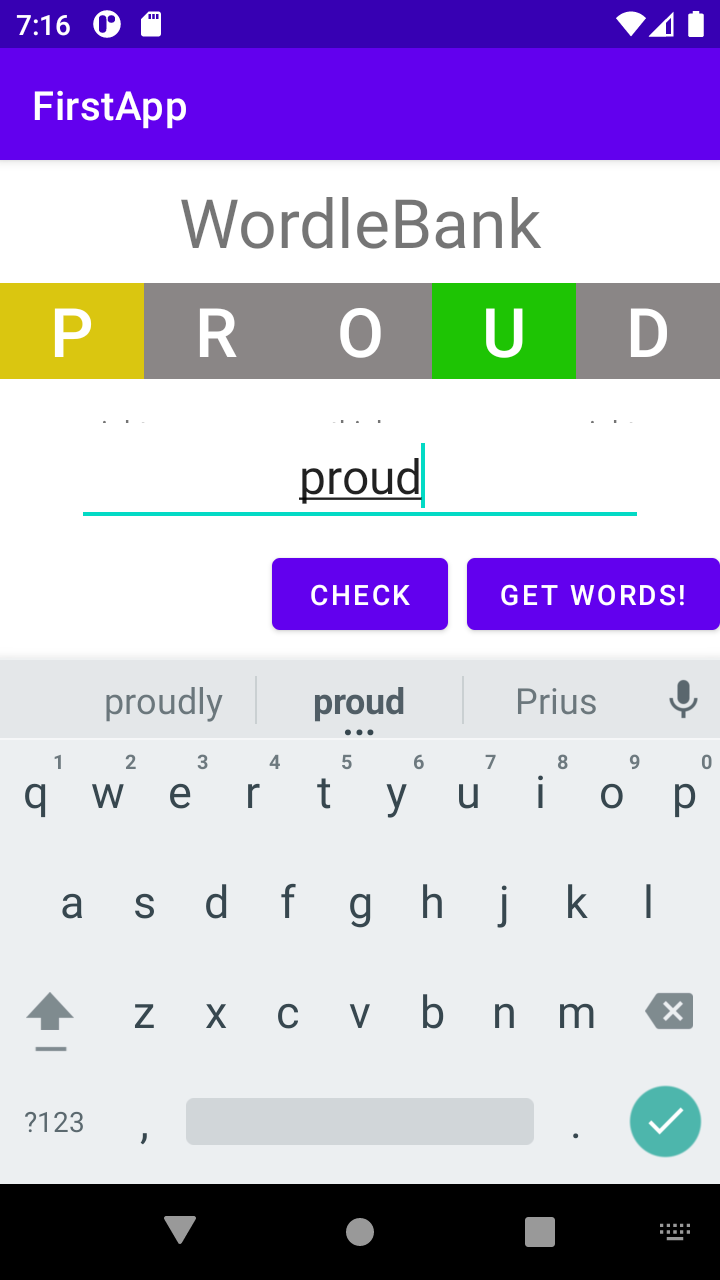 7:16
FirstApp
WordleBank
P R O U D
proud
CHECK GET WORDS!
proudly proud Prius
1 2 3 4 5 6 7 8 9 0
q w e r t y u i o p
a s d f g h j k l
z x c v b n m
?123 , .